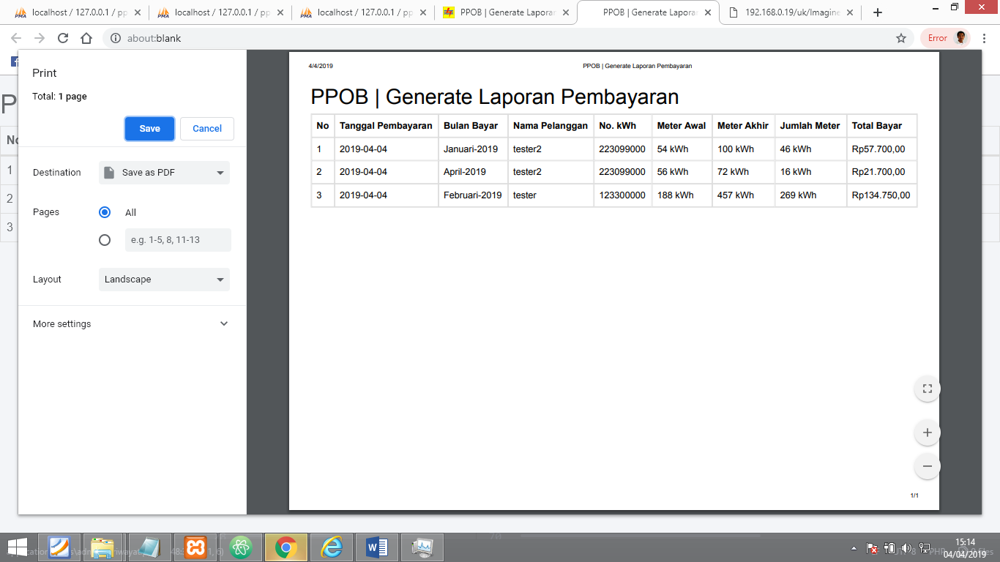 localhost / 127.0.0.1 / pp
localhost / 127.0.0.1 / pp
localhost / 127.0.0.1 / pp
PPOB | Generate Laporan
PPOB | Generate Laporan
192.168.0.19/uk/Imagine
about:blank
Error
Print
Total: 1 page
Save
Cancel
Destination
Save as PDF
Pages
All
e.g. 1-5, 8, 11-13
Layout
Landscape
More settings
4/4/2019
PPOB | Generate Laporan Pembayaran
PPOB | Generate Laporan Pembayaran
No Tanggal Pembayaran Bulan Bayar Nama Pelanggan No. kWh Meter Awal Meter Akhir Jumlah Meter Total Bayar
1 2019-04-04 Januari-2019 tester2 223099000 54 kWh 100 kWh 46 kWh Rp57.700,00
2 2019-04-04 April-2019 tester2 223099000 56 kWh 72 kWh 16 kWh Rp21.700,00
3 2019-04-04 Februari-2019 tester 123300000 188 kWh 457 kWh 269 kWh Rp134.750,00
1/1
P
No
1
2
3
15:14
04/04/2019